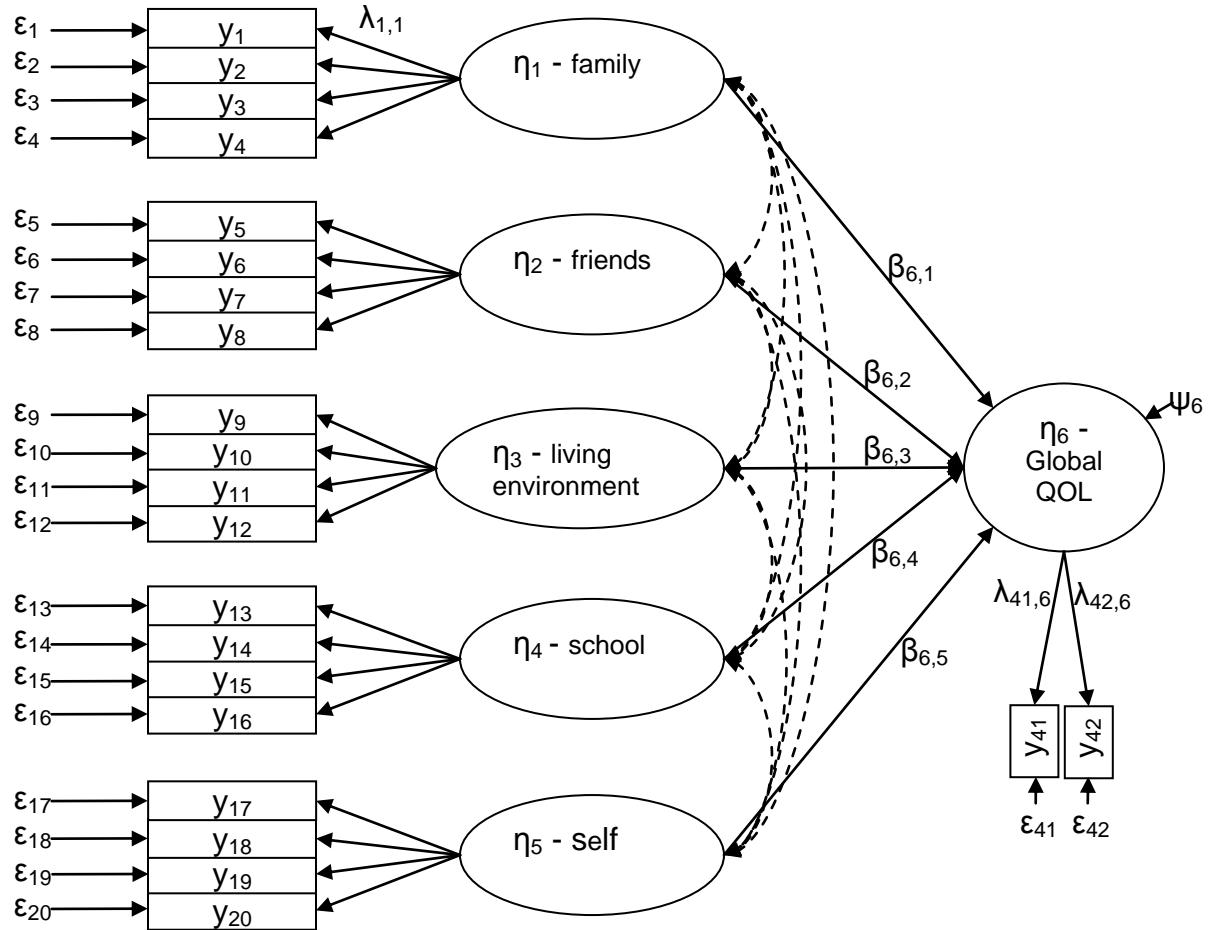 ε₁ y₁ λ₁,₁
ε₂ y₂
ε₃ y₃
ε₄ y₄
η₁ - family
ε₅ y₅
ε₆ y₆
ε₇ y₇
ε₈ y₈
η₂ - friends
ε₉ y₉
ε₁₀ y₁₀
ε₁₁ y₁₁
ε₁₂ y₁₂
η₃ - living
environment
ε₁₃ y₁₃
ε₁₄ y₁₄
ε₁₅ y₁₅
ε₁₆ y₁₆
η₄ - school
ε₁₇ y₁₇
ε₁₈ y₁₈
ε₁₉ y₁₉
ε₂₀ y₂₀
η₅ - self
β₆,₁
β₆,₂
β₆,₃
β₆,₄
β₆,₅
ψ₆
η₆ -
Global
QOL
λ₄₁,₆ λ₄₂,₆
y₄₁ y₄₂
ε₄₁ ε₄₂